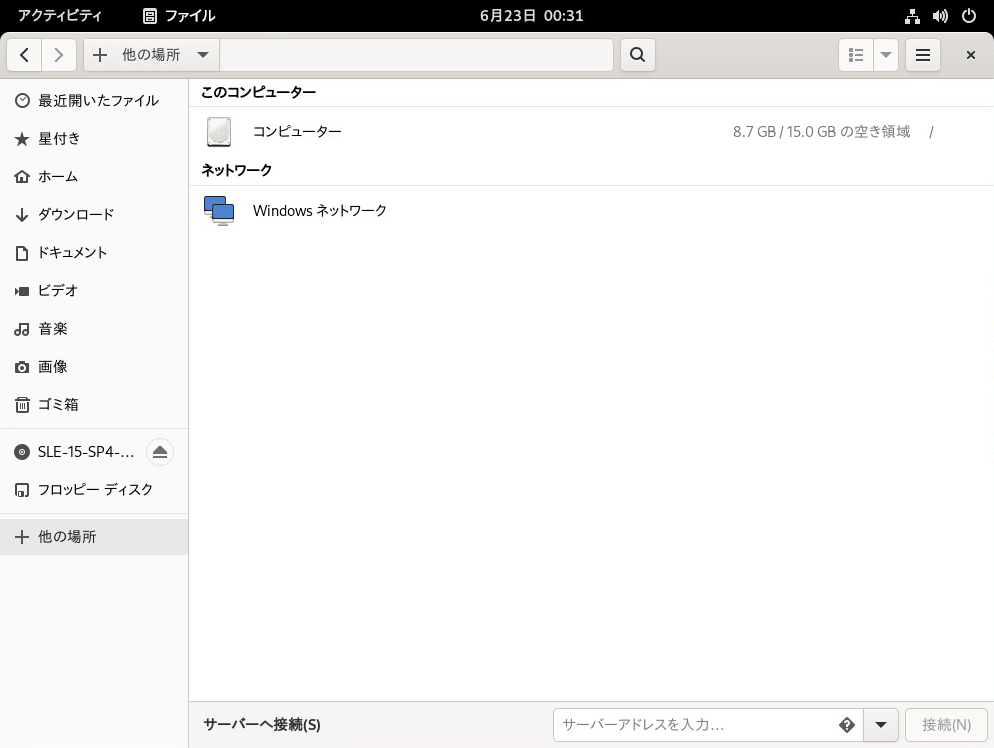 アクティビティ
ファイル
6月23日 00:31
他の場所
最近開いたファイル
星付き
ホーム
ダウンロード
ドキュメント
ビデオ
音楽
画像
ゴミ箱
SLE-15-SP4-…
フロッピー ディスク
他の場所
このコンピューター
コンピューター
8.7 GB / 15.0 GB の空き領域 /
ネットワーク
Windows ネットワーク
サーバーへ接続(S)
サーバーアドレスを入力…
接続(N)